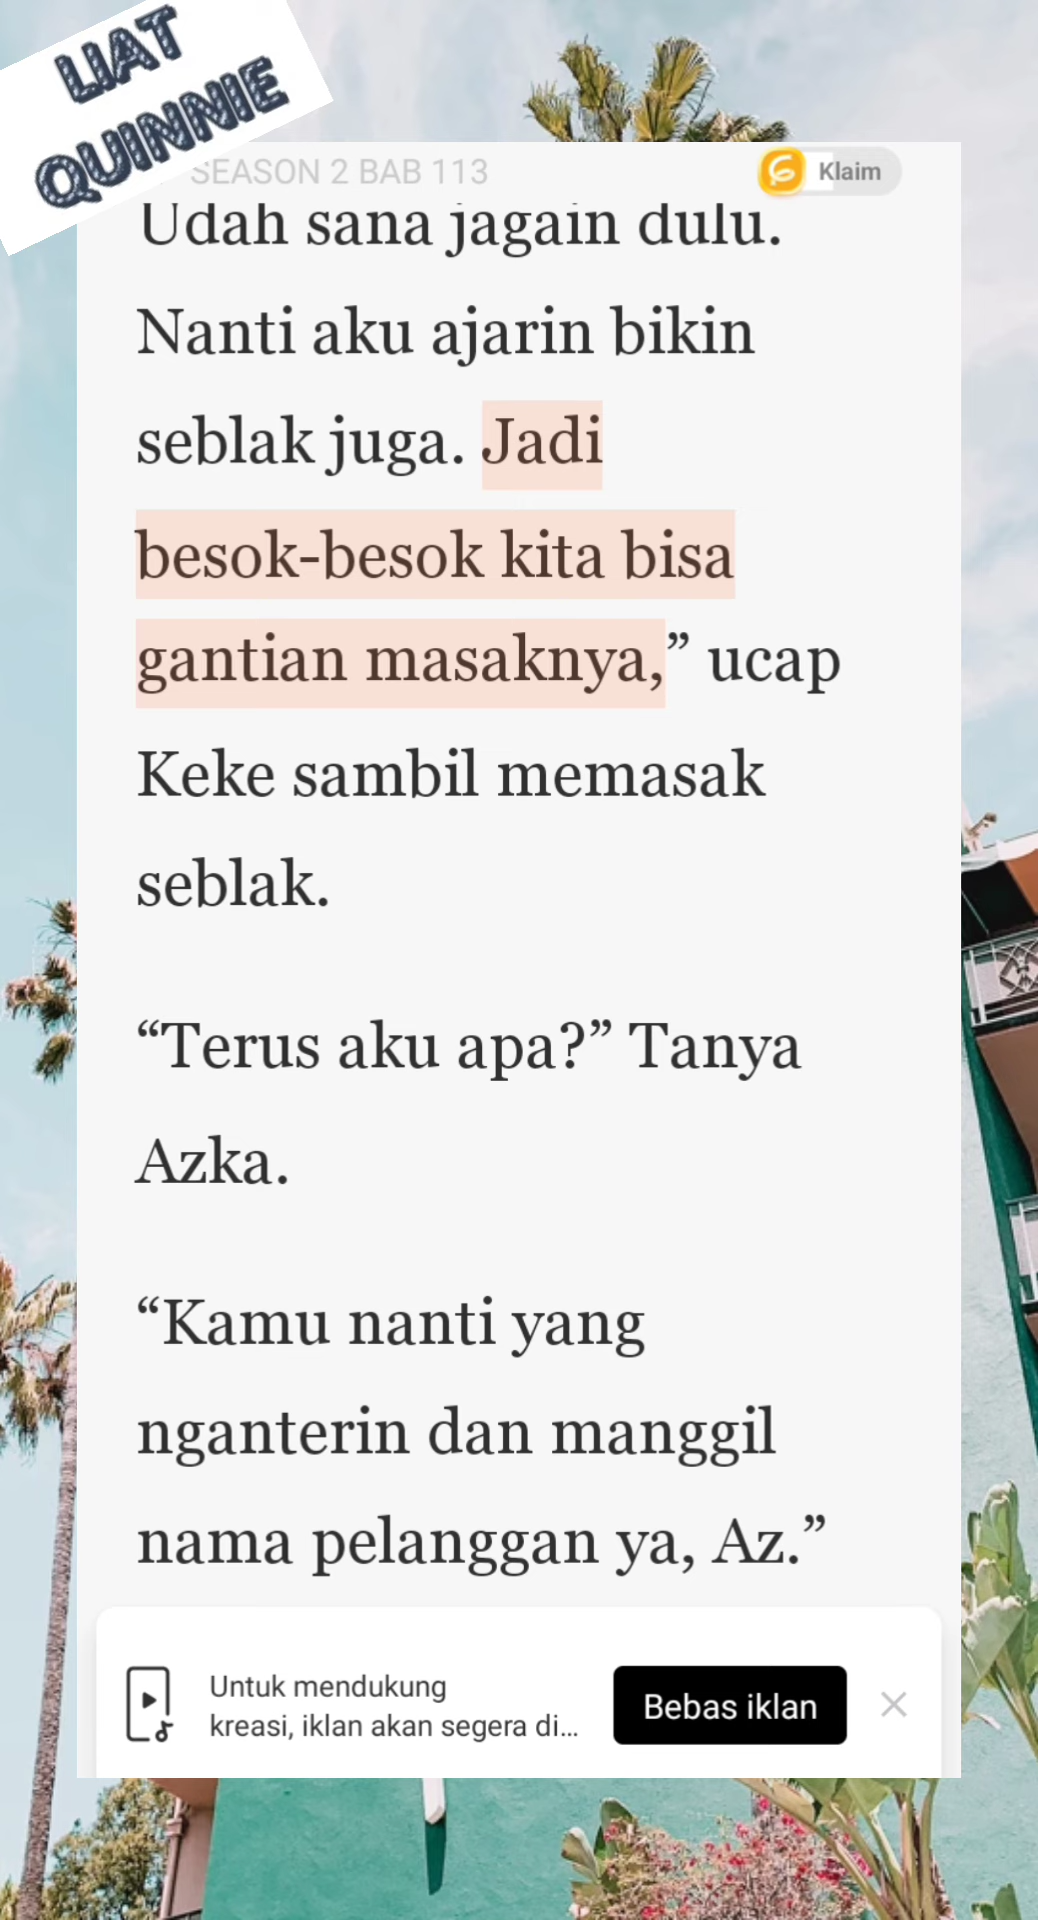 LIAT
QUINNIE
SEASON 2 BAB 113
Klaim
Udah sana jagain dulu.
Nanti aku ajarin bikin
seblak juga. Jadi
besok-besok kita bisa
gantian masaknya,” ucap
Keke sambil memasak
seblak.
“Terus aku apa?” Tanya
Azka.
“Kamu nanti yang
nganterin dan manggil
nama pelanggan ya, Az.”
Untuk mendukung
kreasi, iklan akan segera di...
Bebas iklan